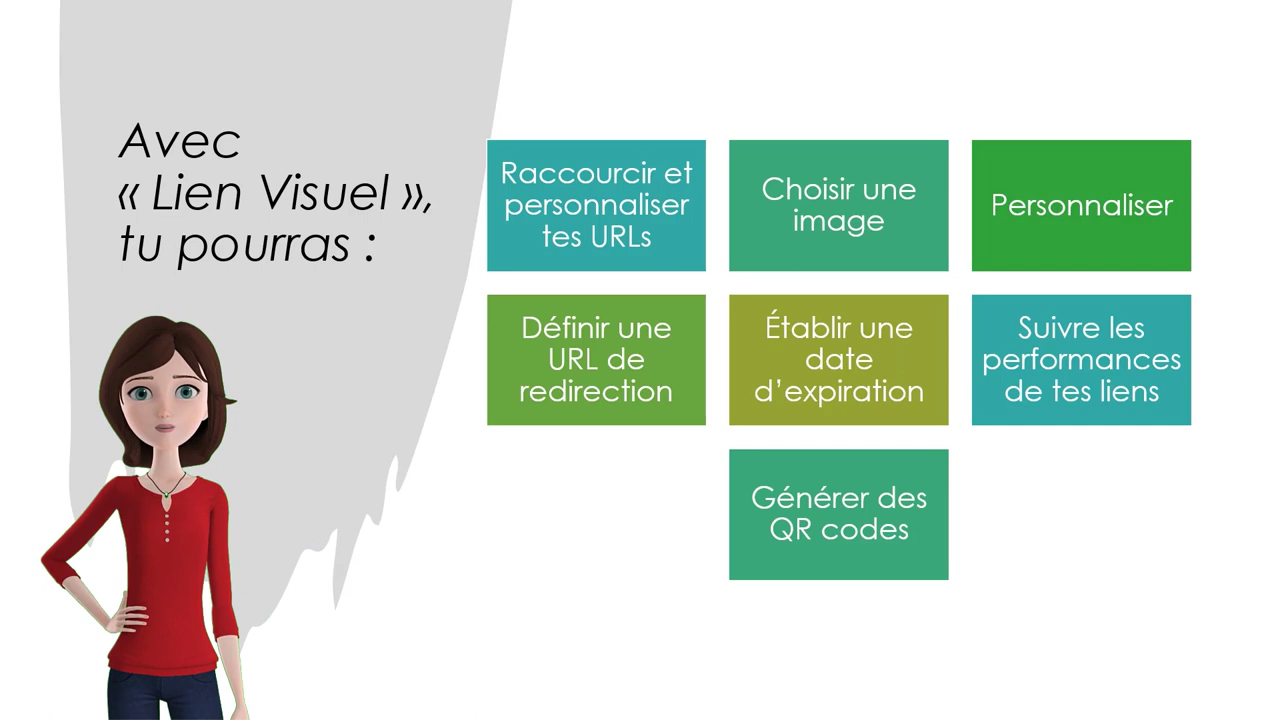 Avec
« Lien Visuel »,
tu pourras :
Raccourcir et
personnaliser
tes URLs
Choisir une
image
Personnaliser
Définir une
URL de
redirection
Établir une
date
d’expiration
Suivre les
performances
de tes liens
Générer des
QR codes